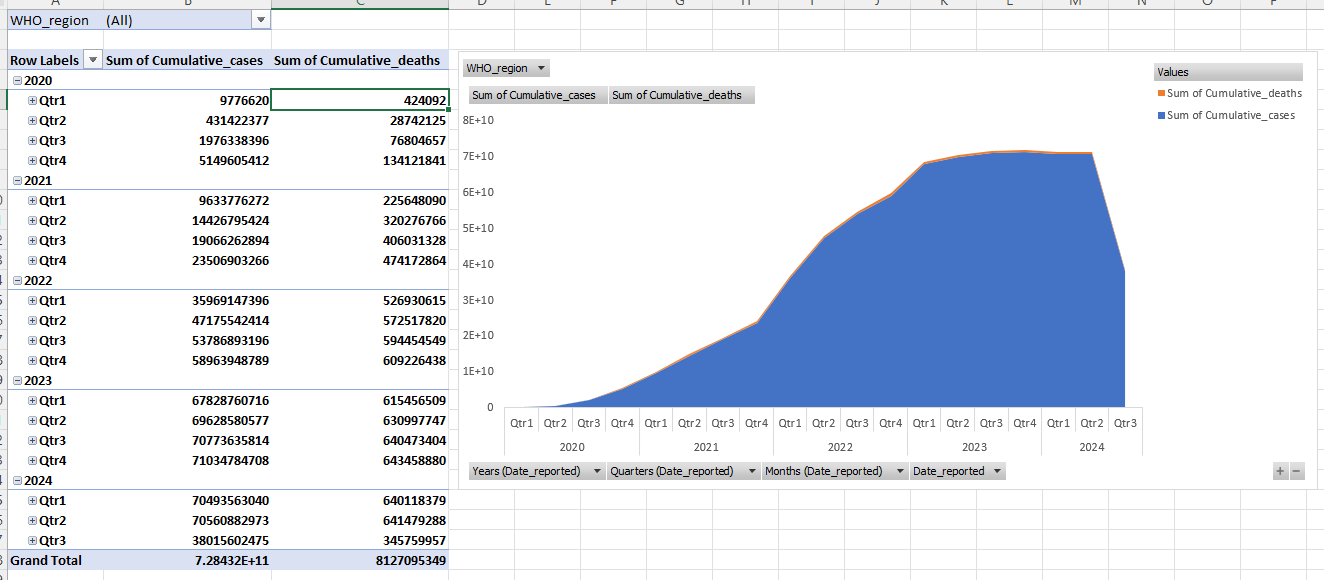 A B C D E F G H I J K L M N O P
WHO_region (All)
Row Labels Sum of Cumulative_cases Sum of Cumulative_deaths
2020
Qtr1 9776620 424092
Qtr2 431422377 28742125
Qtr3 1976338396 76804657
Qtr4 5149605412 134121841
2021
Qtr1 9633776272 225648090
Qtr2 14426795424 320276766
Qtr3 19066262894 406031328
Qtr4 23506903266 474172864
2022
Qtr1 35969147396 526930615
Qtr2 47175542414 572517820
Qtr3 53786893196 594454549
Qtr4 58963948789 609226438
2023
Qtr1 67828760716 615456509
Qtr2 69628580577 630997747
Qtr3 70773635814 640473404
Qtr4 71034784708 643458880
2024
Qtr1 70493563040 640118379
Qtr2 70560882973 641479288
Qtr3 38015602475 345759957
Grand Total 7.28432E+11 8127095349
WHO_region
Sum of Cumulative_cases Sum of Cumulative_deaths
8E+10
7E+10
6E+10
5E+10
4E+10
3E+10
2E+10
1E+10
0
Qtr1 Qtr2 Qtr3 Qtr4 Qtr1 Qtr2 Qtr3 Qtr4 Qtr1 Qtr2 Qtr3 Qtr4 Qtr1 Qtr2 Qtr3 Qtr4 Qtr1 Qtr2 Qtr3
2020 2021 2022 2023 2024
Years (Date_reported) Quarters (Date_reported) Months (Date_reported) Date_reported
Values
Sum of Cumulative_deaths
Sum of Cumulative_cases